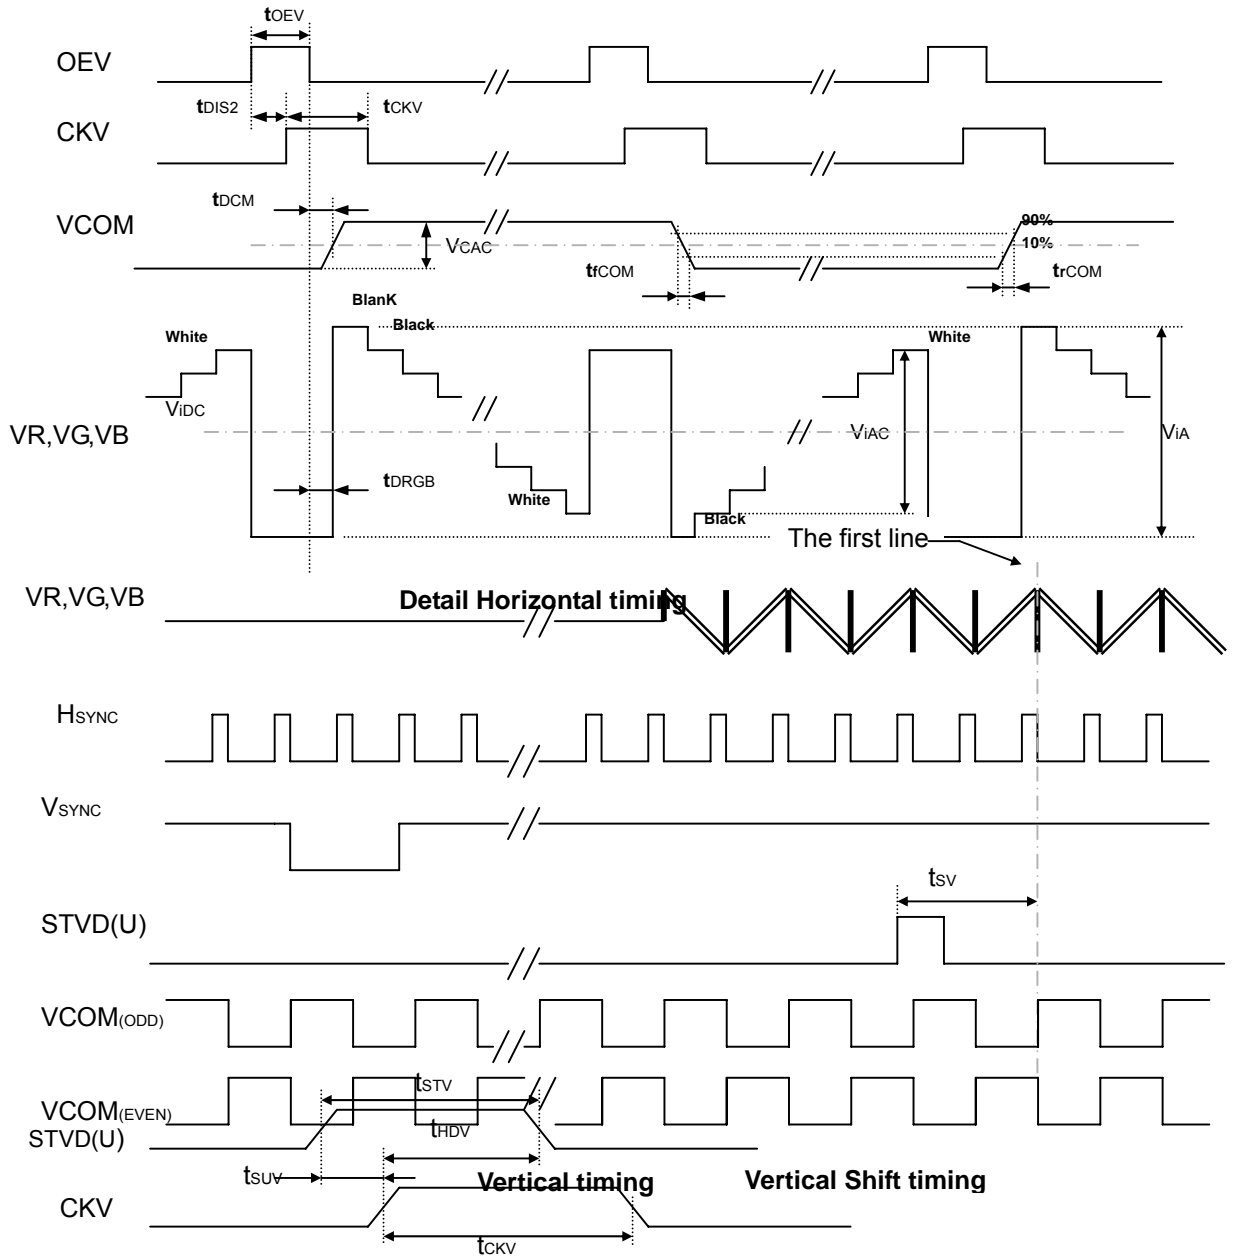 tOEV
OEV
tDIS2
tCKV
CKV
tDCM
VCOM
90%
VCAC
10%
tfCOM
trCOM
BlanK
White
Black
White
ViDC
VR,VG,VB
ViAC
ViA
tDRGB
White
Black
The first line
VR,VG,VB
Detail Horizontal timing
HSYNC
VSYNC
tSV
STVD(U)
VCOM(ODD)
tSTV
VCOM(EVEN)
tHDV
STVD(U)
tSUV
Vertical timing
Vertical Shift timing
CKV
tCKV